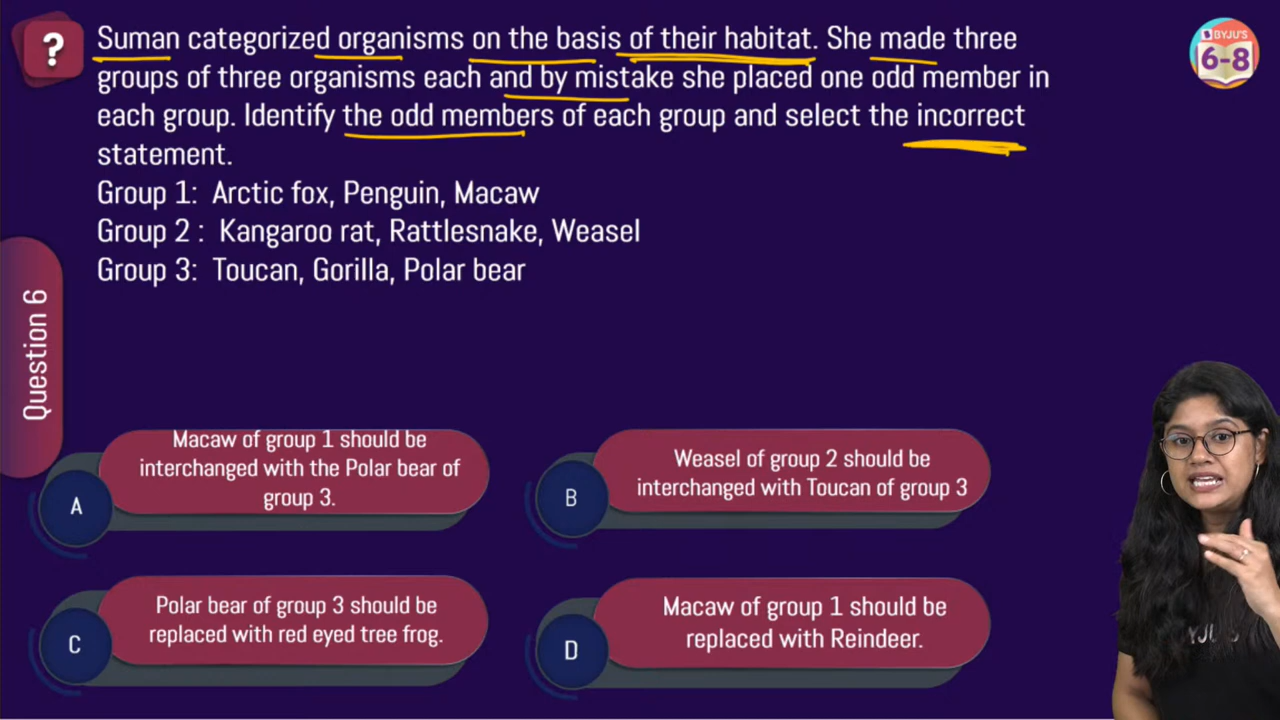 ?
Suman categorized organisms on the basis of their habitat. She made three
groups of three organisms each and by mistake she placed one odd member in
each group. Identify the odd members of each group and select the incorrect
statement.
Group 1: Arctic fox, Penguin, Macaw
Group 2 : Kangaroo rat, Rattlesnake, Weasel
Group 3: Toucan, Gorilla, Polar bear
BYJU'S
6-8
Question 6
A
Macaw of group 1 should be
interchanged with the Polar bear of
group 3.
B
Weasel of group 2 should be
interchanged with Toucan of group 3
C
Polar bear of group 3 should be
replaced with red eyed tree frog.
D
Macaw of group 1 should be
replaced with Reindeer.